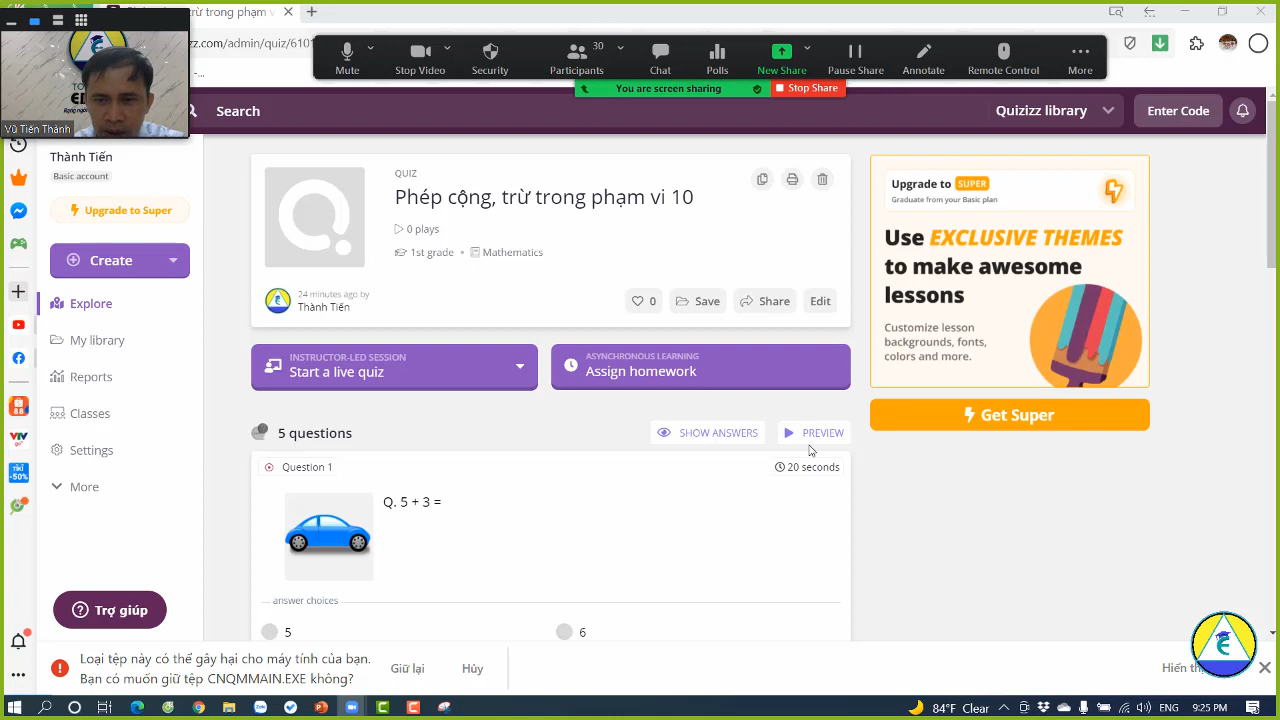 trừ trong phạm v
zz.com/admin/quiz/6101
30
Mute
Stop Video
Security
Participants
Chat
Polls
New Share
Pause Share
Annotate
Remote Control
More
You are screen sharing
Stop Share
Vũ Tiến Thành
Search
Quizizz library
Enter Code
Thành Tiến
Basic account
Upgrade to Super
Create
Explore
My library
Reports
Classes
Settings
More
Trợ giúp
QUIZ
Phép cộng, trừ trong phạm vi 10
0 plays
1st grade • Mathematics
24 minutes ago by
Thành Tiến
0
Save
Share
Edit
INSTRUCTOR-LED SESSION
Start a live quiz
ASYNCHRONOUS LEARNING
Assign homework
5 questions
SHOW ANSWERS
PREVIEW
Question 1
20 seconds
Q. 5 + 3 =
answer choices
5
6
Upgrade to SUPER
Graduate from your Basic plan
Use EXCLUSIVE THEMES
to make awesome
lessons
Customize lesson
backgrounds, fonts,
colors and more.
Get Super
Loại tệp này có thể gây hại cho máy tính của bạn.
Bạn có muốn giữ tệp CNQMMAIN.EXE không?
Giữ lại
Hủy
Hiển
84°F Clear
9:25 PM